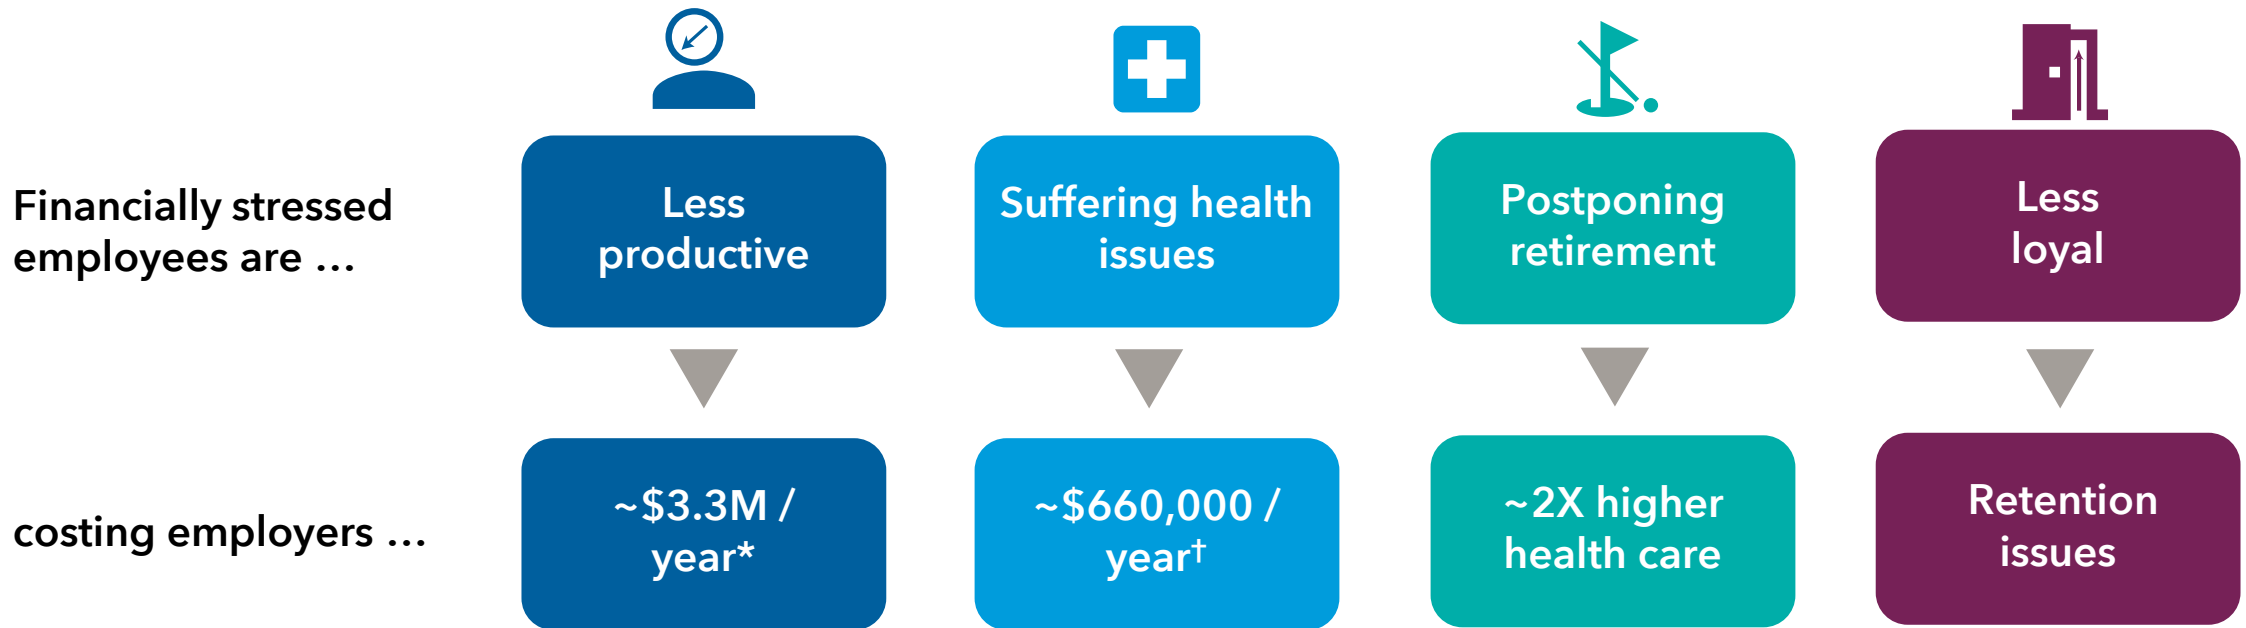 Financially stressed
employees are …
Less
productive
Suffering health
issues
Postponing
retirement
Less
loyal
costing employers …
~$3.3M /
year*
~$660,000 /
year†
~2X higher
health care
Retention
issues